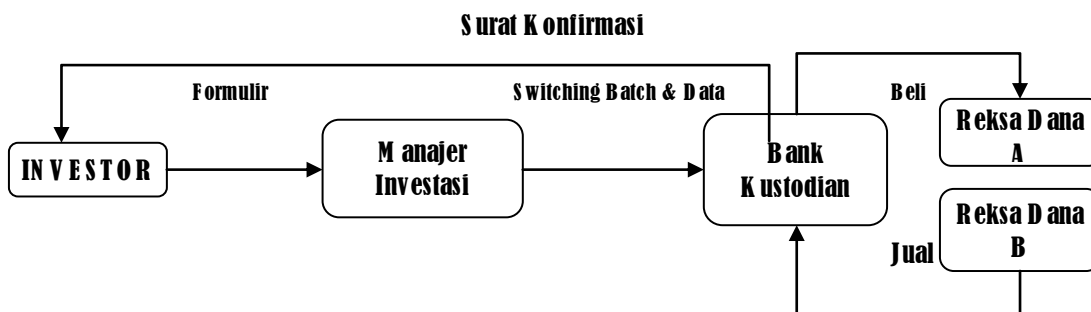 Surat Konfirmasi
Formulir
Switching Batch & Data
Beli
INVESTOR
Manajer
Investasi
Bank
Kustodian
Reksa Dana
A
Reksa Dana
B
Jual